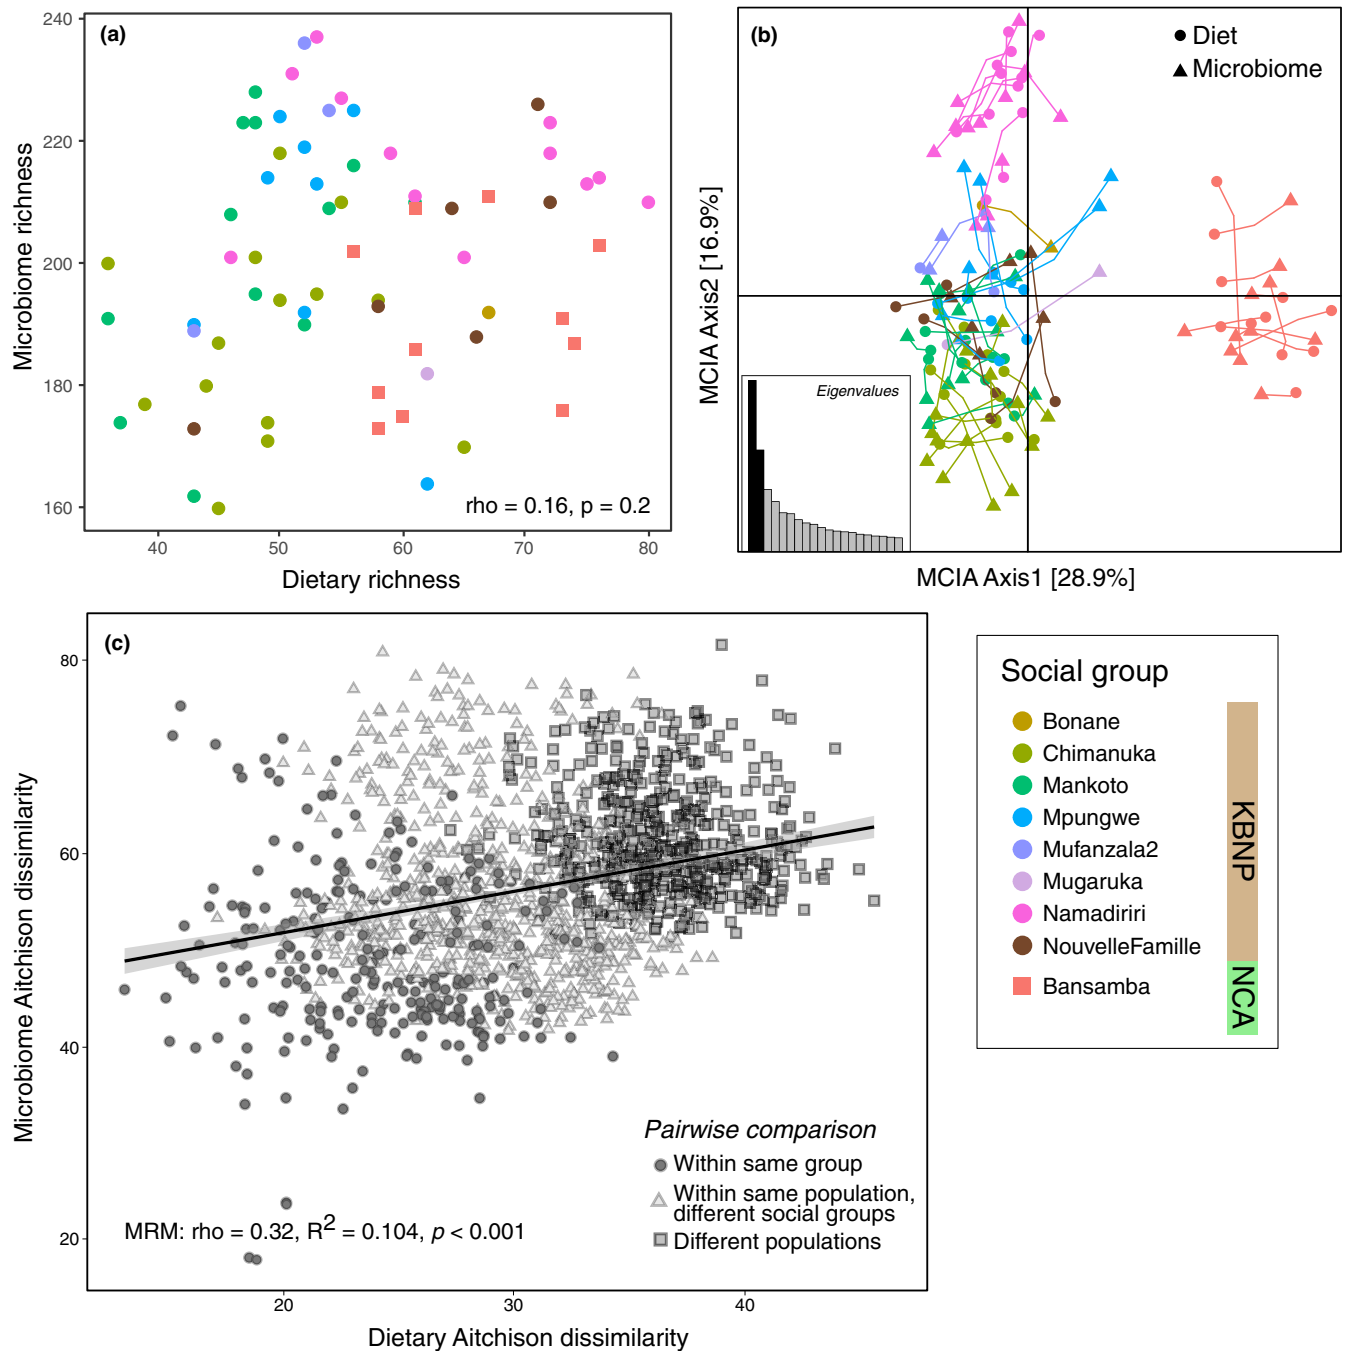 (a)
240
220
200
180
160
Microbiome richness
rho = 0.16, p = 0.2
40
50
60
70
80
Dietary richness
(b)
Diet
Microbiome
MCIA Axis2 [16.9%]
Eigenvalues
MCIA Axis1 [28.9%]
(c)
80
60
40
20
Microbiome Aitchison dissimilarity
Pairwise comparison
Within same group
Within same population,
different social groups
Different populations
MRM: rho = 0.32, R² = 0.104, p < 0.001
20
30
40
Dietary Aitchison dissimilarity
Social group
Bonane
Chimanuka
Mankoto
Mpungwe
Mufanzala2
Mugaruka
Namadiriri
NouvelleFamille
Bansamba
KBNP
NCA